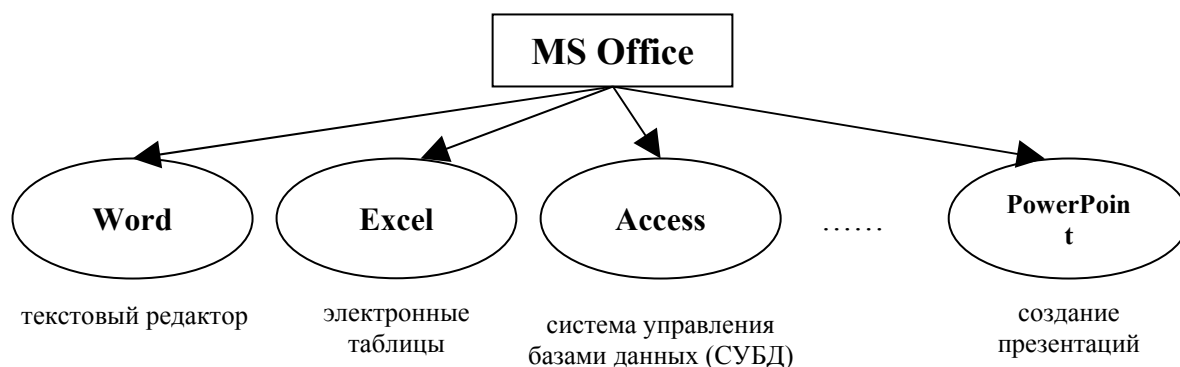 MS Office
Word
Excel
Access
……
PowerPoin
t
текстовый редактор
электронные
таблицы
система управления
базами данных (СУБД)
создание
презентаций